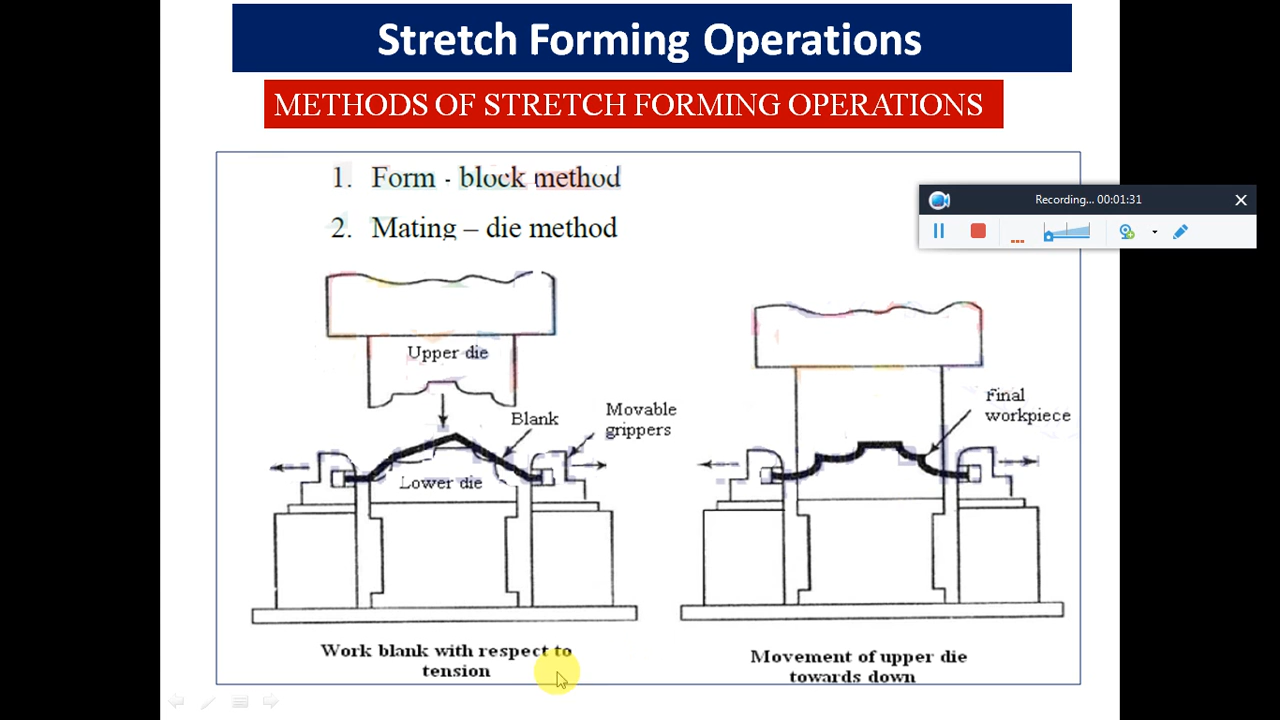 Stretch Forming Operations
METHODS OF STRETCH FORMING OPERATIONS
1. Form - block method
2. Mating – die method
Recording... 00:01:31
Upper die
Blank
Movable
grippers
Lower die
Final
workpiece
Work blank with respect to
tension
Movement of upper die
towards down